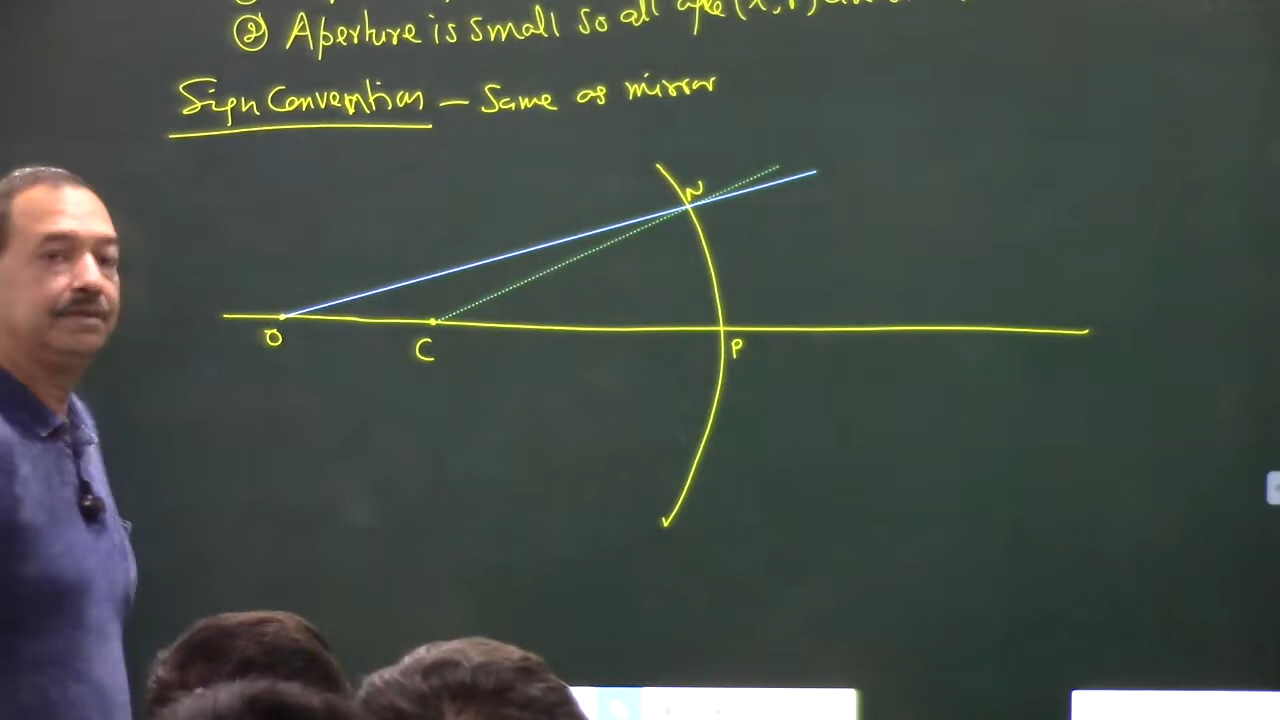 ② Aperture is small so all
Sign Convention – Same as mirror
N
O
C
P